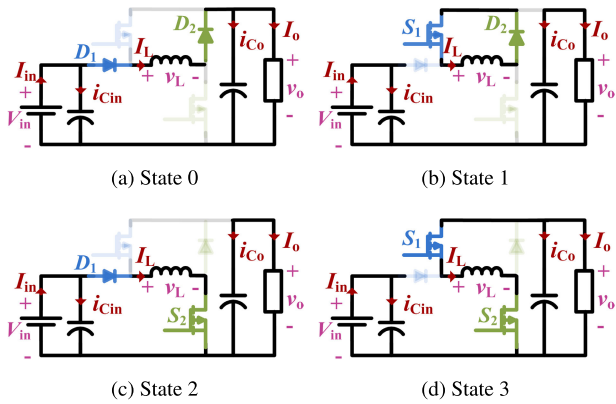 D1 IL D2 iCo Io
Iin + vL - +
+ iCin vo
Vin -
-
(a) State 0
S1 IL D2 iCo Io
Iin + vL - +
+ iCin vo
Vin -
-
(b) State 1
D1 IL iCo Io
Iin + vL - +
+ iCin S2 vo
Vin -
-
(c) State 2
S1 IL iCo Io
Iin + vL - +
+ iCin S2 vo
Vin -
-
(d) State 3